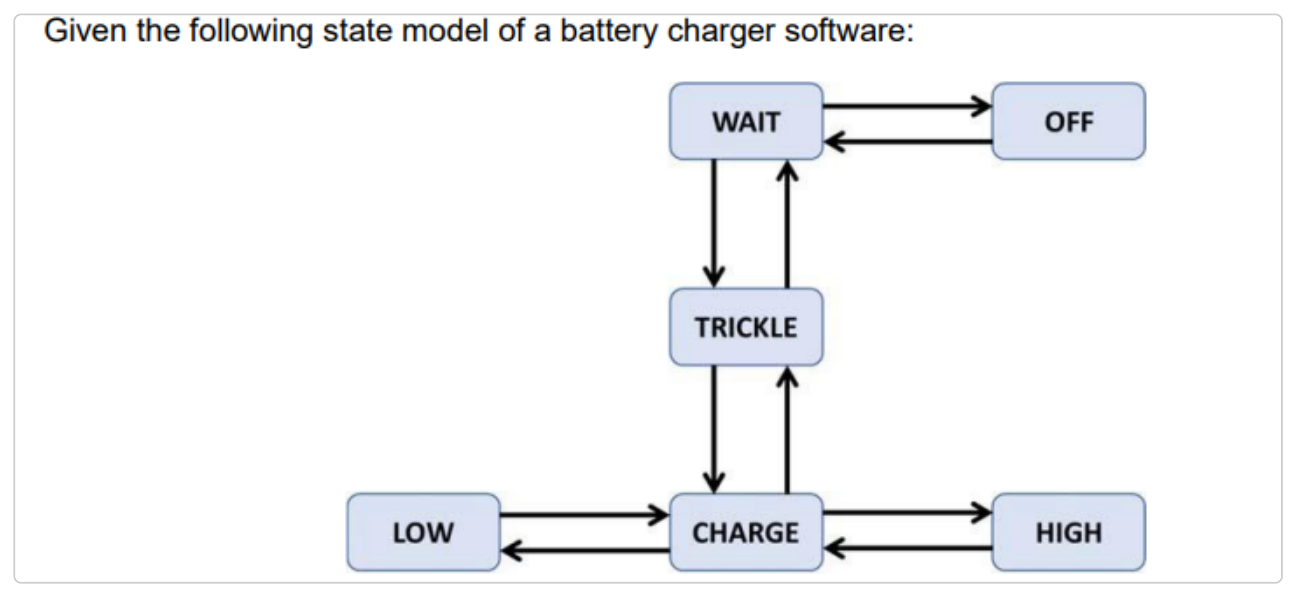 Given the following state model of a battery charger software:
WAIT
OFF
TRICKLE
LOW
CHARGE
HIGH